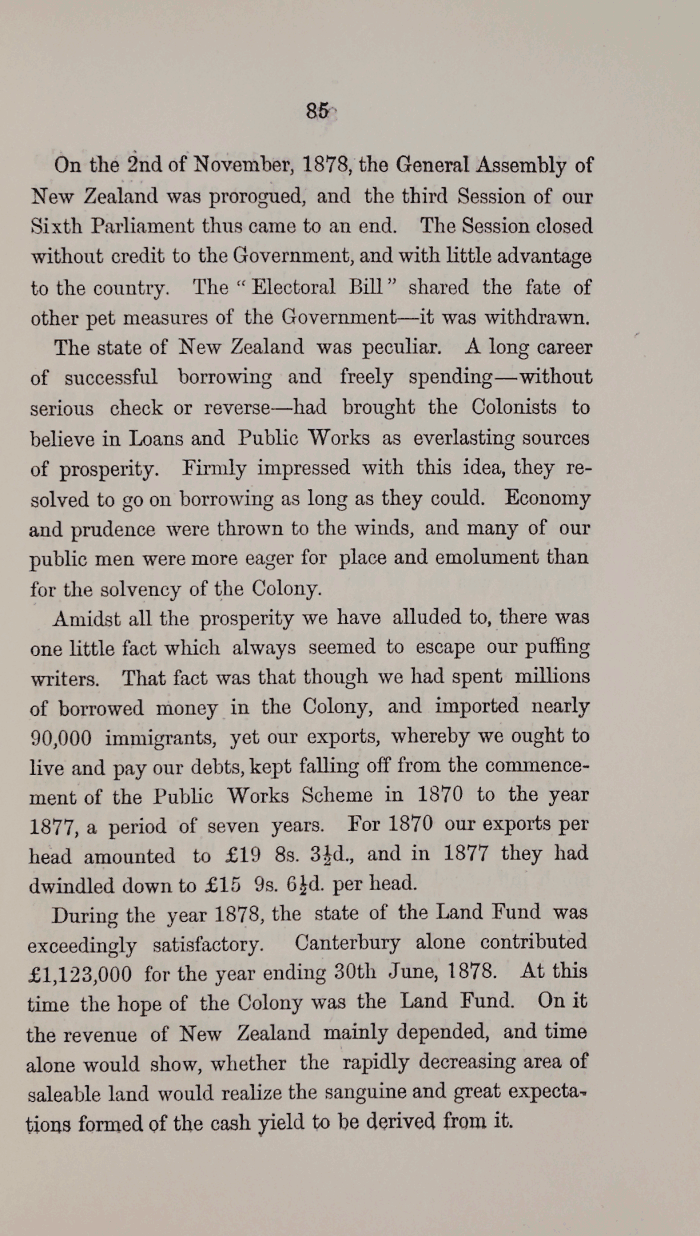 85
On the 2nd of November, 1878, the General Assembly of
New Zealand was prorogued, and the third Session of our
Sixth Parliament thus came to an end. The Session closed
without credit to the Government, and with little advantage
to the country. The “Electoral Bill” shared the fate of
other pet measures of the Government—it was withdrawn.
The state of New Zealand was peculiar. A long career
of successful borrowing and freely spending—without
serious check or reverse—had brought the Colonists to
believe in Loans and Public Works as everlasting sources
of prosperity. Firmly impressed with this idea, they re-
solved to go on borrowing as long as they could. Economy
and prudence were thrown to the winds, and many of our
public men were more eager for place and emolument than
for the solvency of the Colony.
Amidst all the prosperity we have alluded to, there was
one little fact which always seemed to escape our puffing
writers. That fact was that though we had spent millions
of borrowed money in the Colony, and imported nearly
90,000 immigrants, yet our exports, whereby we ought to
live and pay our debts, kept falling off from the commence-
ment of the Public Works Scheme in 1870 to the year
1877, a period of seven years. For 1870 our exports per
head amounted to £19 8s. 3½d., and in 1877 they had
dwindled down to £15 9s. 6½d. per head.
During the year 1878, the state of the Land Fund was
exceedingly satisfactory. Canterbury alone contributed
£1,123,000 for the year ending 30th June, 1878. At this
time the hope of the Colony was the Land Fund. On it
the revenue of New Zealand mainly depended, and time
alone would show, whether the rapidly decreasing area of
saleable land would realize the sanguine and great expecta-
tions formed of the cash yield to be derived from it.